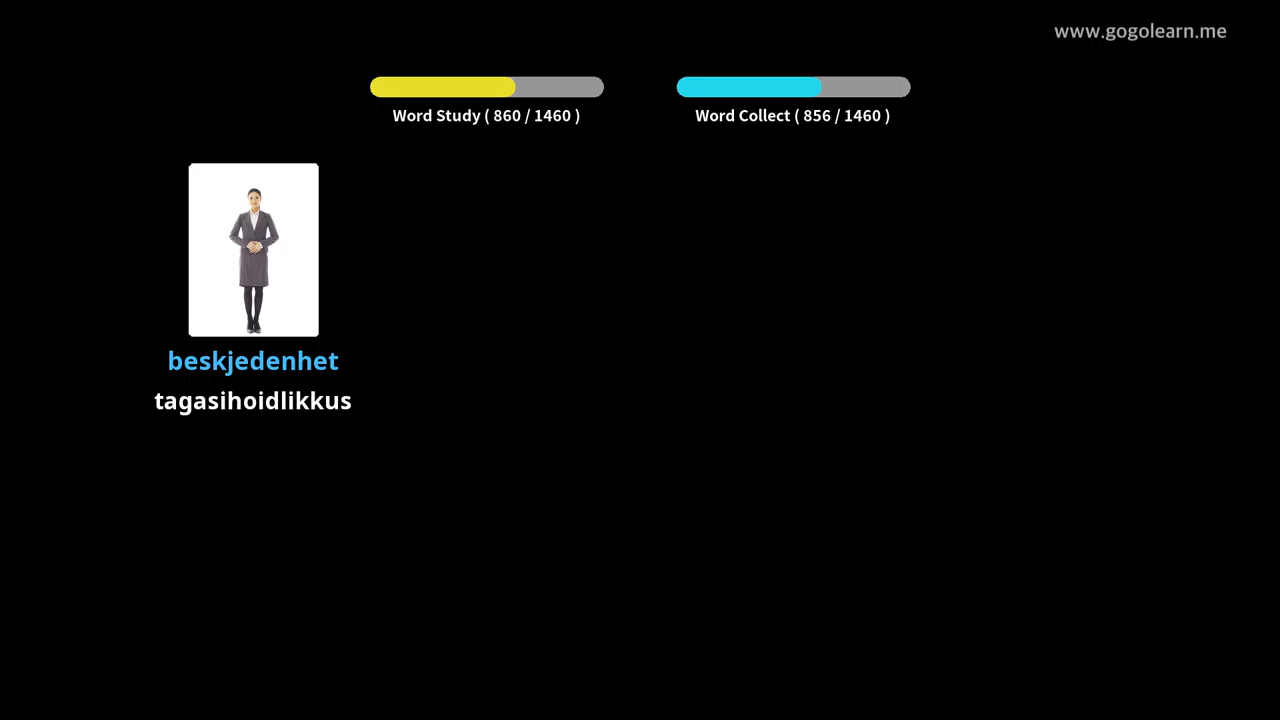 www.gogolearn.me
Word Study ( 860 / 1460 )
Word Collect ( 856 / 1460 )
beskjedenhet
tagasihoidlikkus